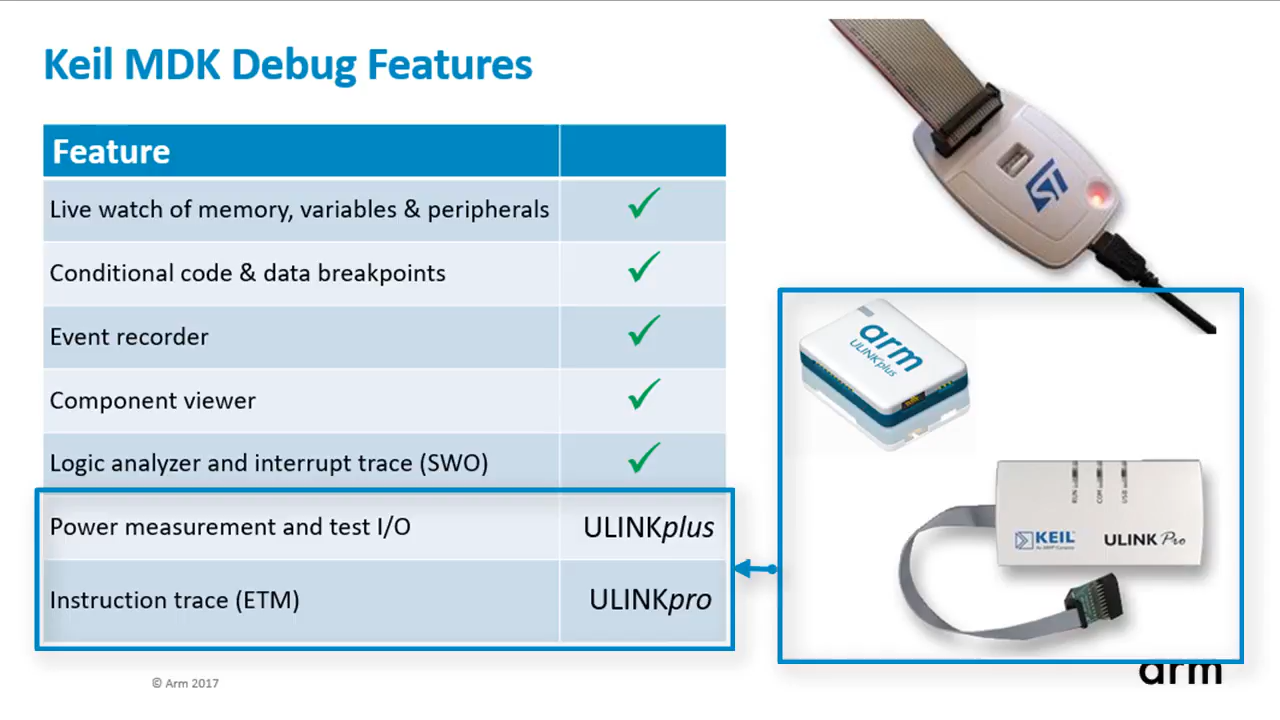 Keil MDK Debug Features
Feature
Live watch of memory, variables & peripherals ✓
Conditional code & data breakpoints ✓
Event recorder ✓
Component viewer ✓
Logic analyzer and interrupt trace (SWO) ✓
Power measurement and test I/O ULINKplus
Instruction trace (ETM) ULINKpro
ST
arm
ULINKplus
RUN
COM
USB
KEIL
ULINK Pro
© Arm 2017
arm